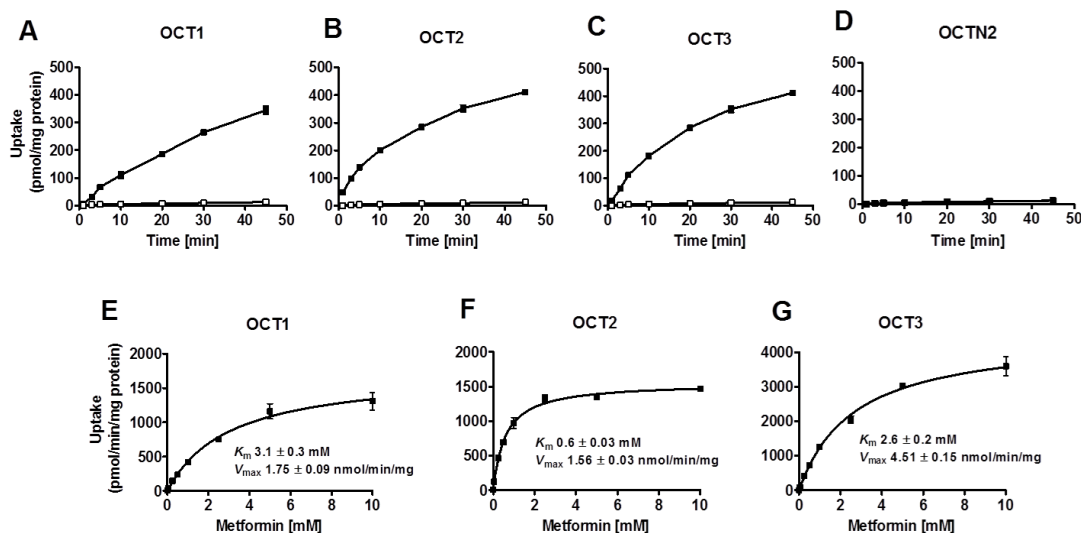 A
OCT1
Uptake
(pmol/mg protein)
500
400
300
200
100
0
0 10 20 30 40 50
Time [min]
B
OCT2
500
400
300
200
100
0
0 10 20 30 40 50
Time [min]
C
OCT3
500
400
300
200
100
0
0 10 20 30 40 50
Time [min]
D
OCTN2
500
400
300
200
100
0
0 10 20 30 40 50
Time [min]
E
OCT1
Uptake
(pmol/min/mg protein)
2000
1500
1000
500
0
Km 3.1 ± 0.3 mM
Vmax 1.75 ± 0.09 nmol/min/mg
0 2 4 6 8 10
Metformin [mM]
F
OCT2
2000
1500
1000
500
0
Km 0.6 ± 0.03 mM
Vmax 1.56 ± 0.03 nmol/min/mg
0 2 4 6 8 10
Metformin [mM]
G
OCT3
4000
3000
2000
1000
0
Km 2.6 ± 0.2 mM
Vmax 4.51 ± 0.15 nmol/min/mg
0 2 4 6 8 10
Metformin [mM]